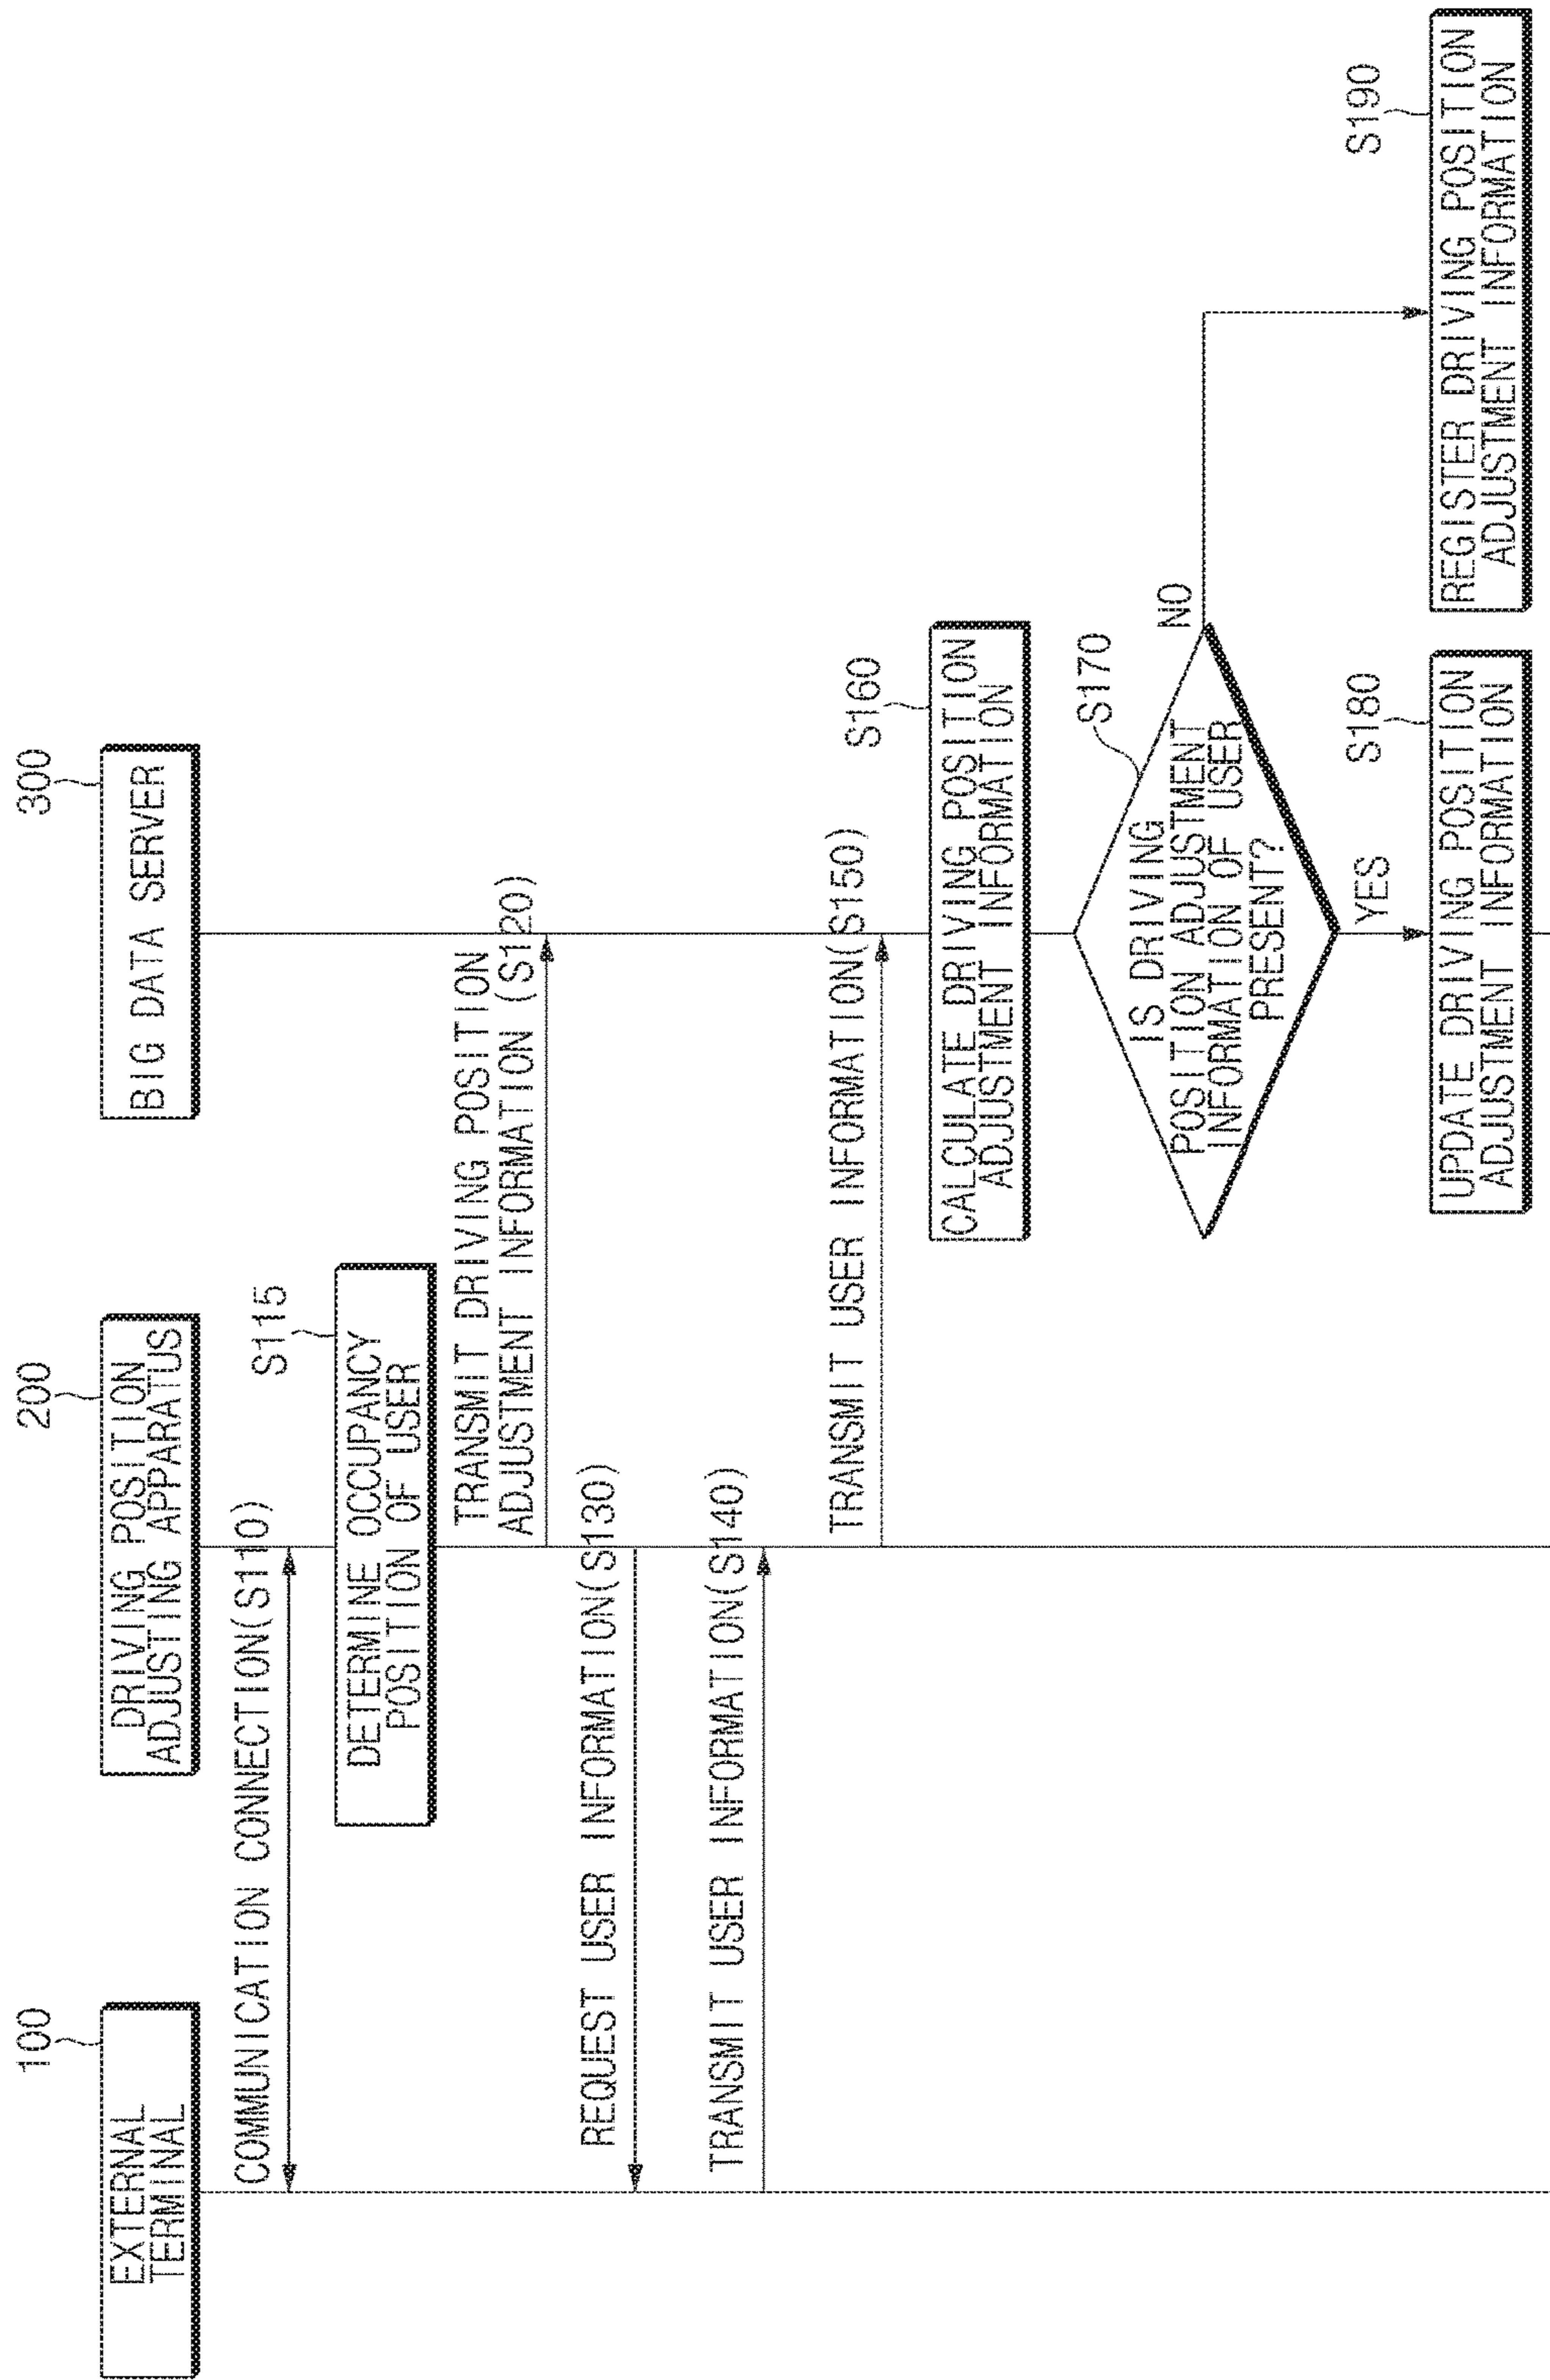 100
EXTERNAL
TERMINAL
200
DRIVING POSITION
ADJUSTING APPARATUS
300
BIG DATA SERVER
COMMUNICATION CONNECTION(S110)
S115
DETERMINE OCCUPANCY
POSITION OF USER
TRANSMIT DRIVING POSITION
ADJUSTMENT INFORMATION (S120)
REQUEST USER INFORMATION(S130)
TRANSMIT USER INFORMATION(S140)
TRANSMIT USER INFORMATION(S150)
S160
CALCULATE DRIVING POSITION
ADJUSTMENT INFORMATION
S170
IS DRIVING
POSITION ADJUSTMENT
INFORMATION OF USER
PRESENT?
NO
YES
S180
UPDATE DRIVING POSITION
ADJUSTMENT INFORMATION
S190
REGISTER DRIVING POSITION
ADJUSTMENT INFORMATION